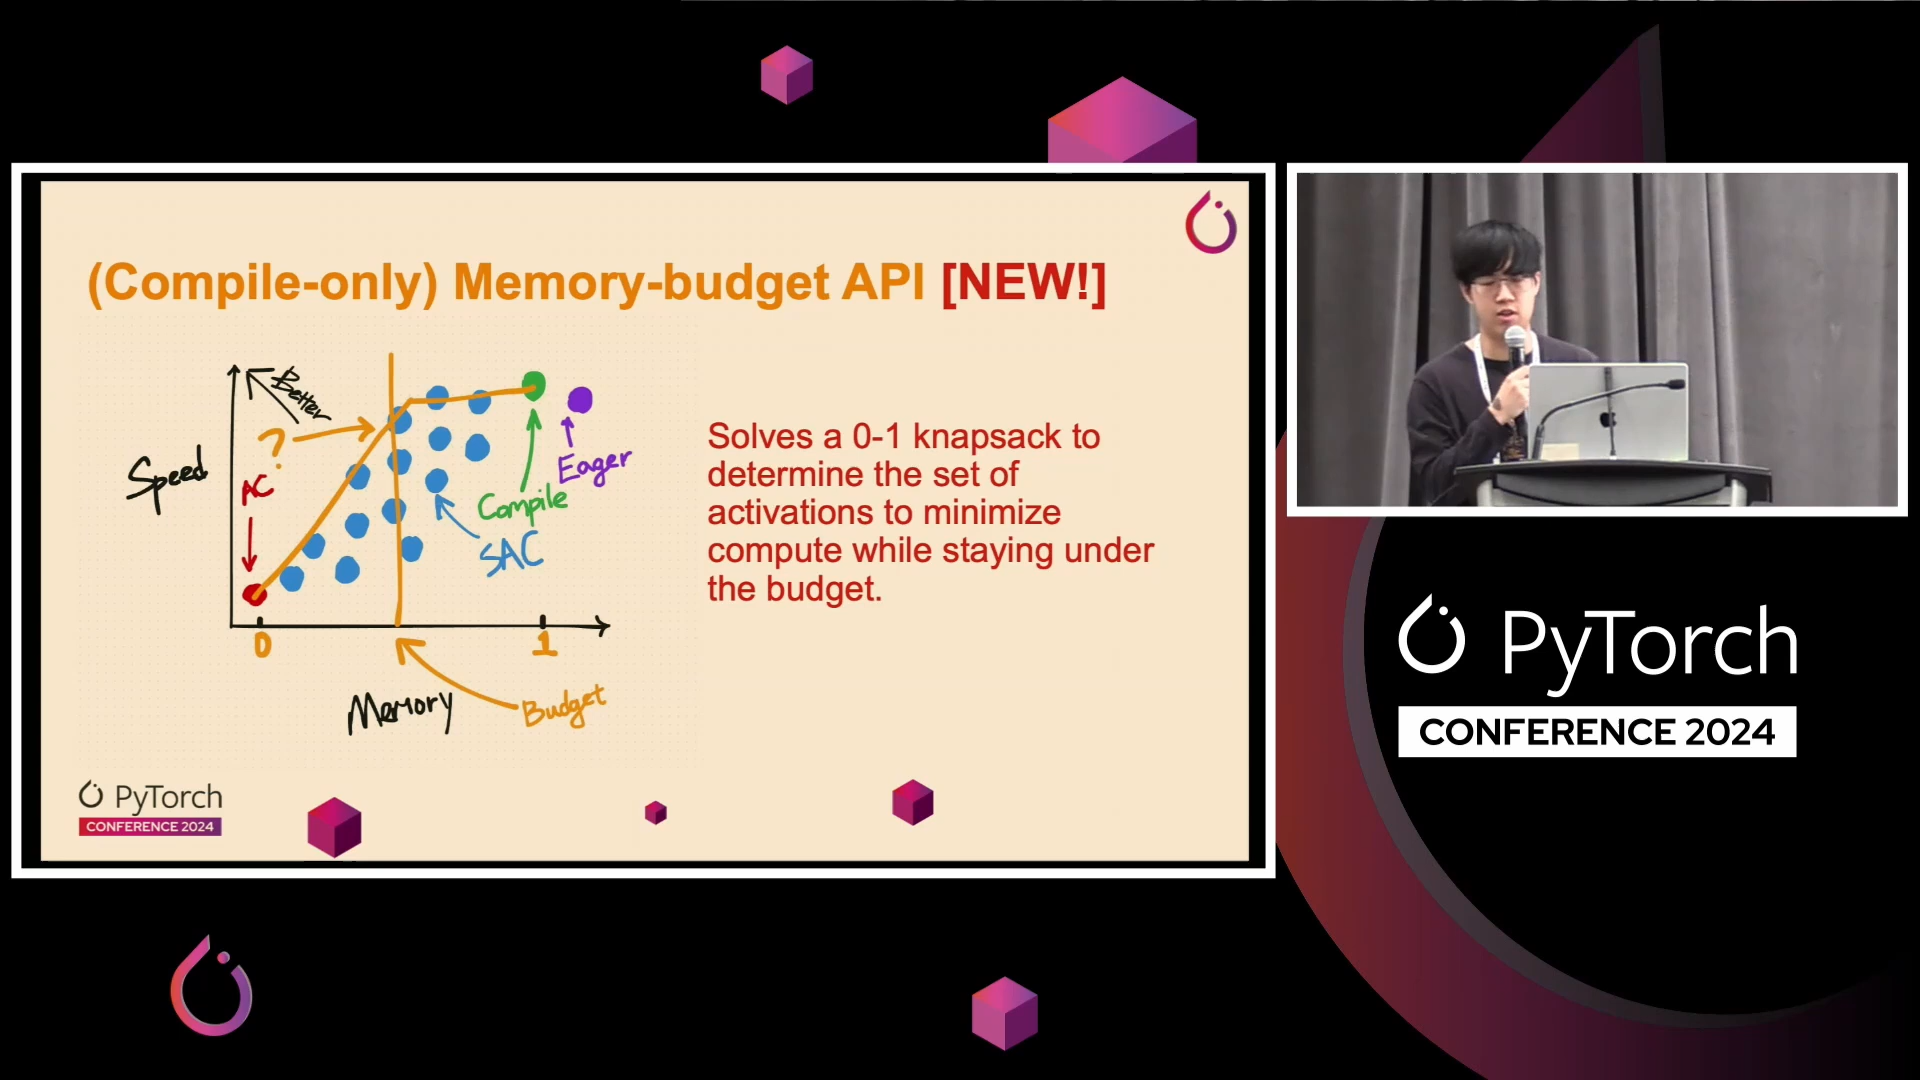 (Compile-only) Memory-budget API [NEW!]
Better
?
Speed
AC
Eager
Compile
SAC
0
1
Memory
Budget
Solves a 0-1 knapsack to
determine the set of
activations to minimize
compute while staying under
the budget.
PyTorch
CONFERENCE 2024
PyTorch
CONFERENCE 2024